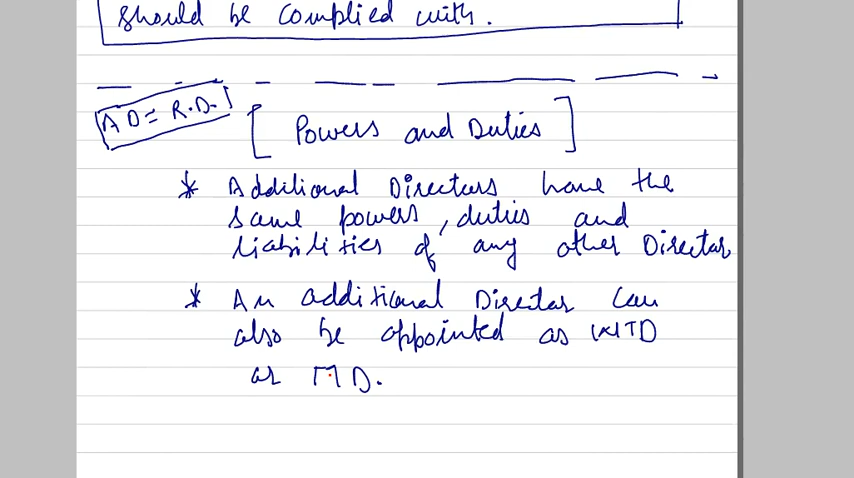 should be complied with.
AD = R.D.
[ Powers and Duties ]
* Additional Directors have the
same powers, duties and
liabilities of any other Director
* An additional Director can
also be appointed as WTD
or MD.